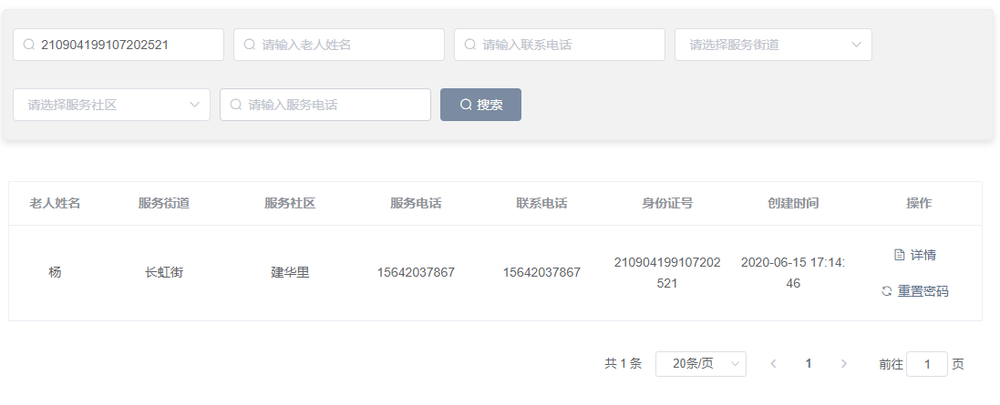 210904199107202521 请输入老人姓名 请输入联系电话 请选择服务街道
请选择服务社区 请输入服务电话 搜索
老人姓名 服务街道 服务社区 服务电话 联系电话 身份证号 创建时间 操作
杨 长虹街 建华里 15642037867 15642037867 210904199107202 2020-06-15 17:14: 详情
521 46 重置密码
共 1 条 20条/页 1 前往 1 页